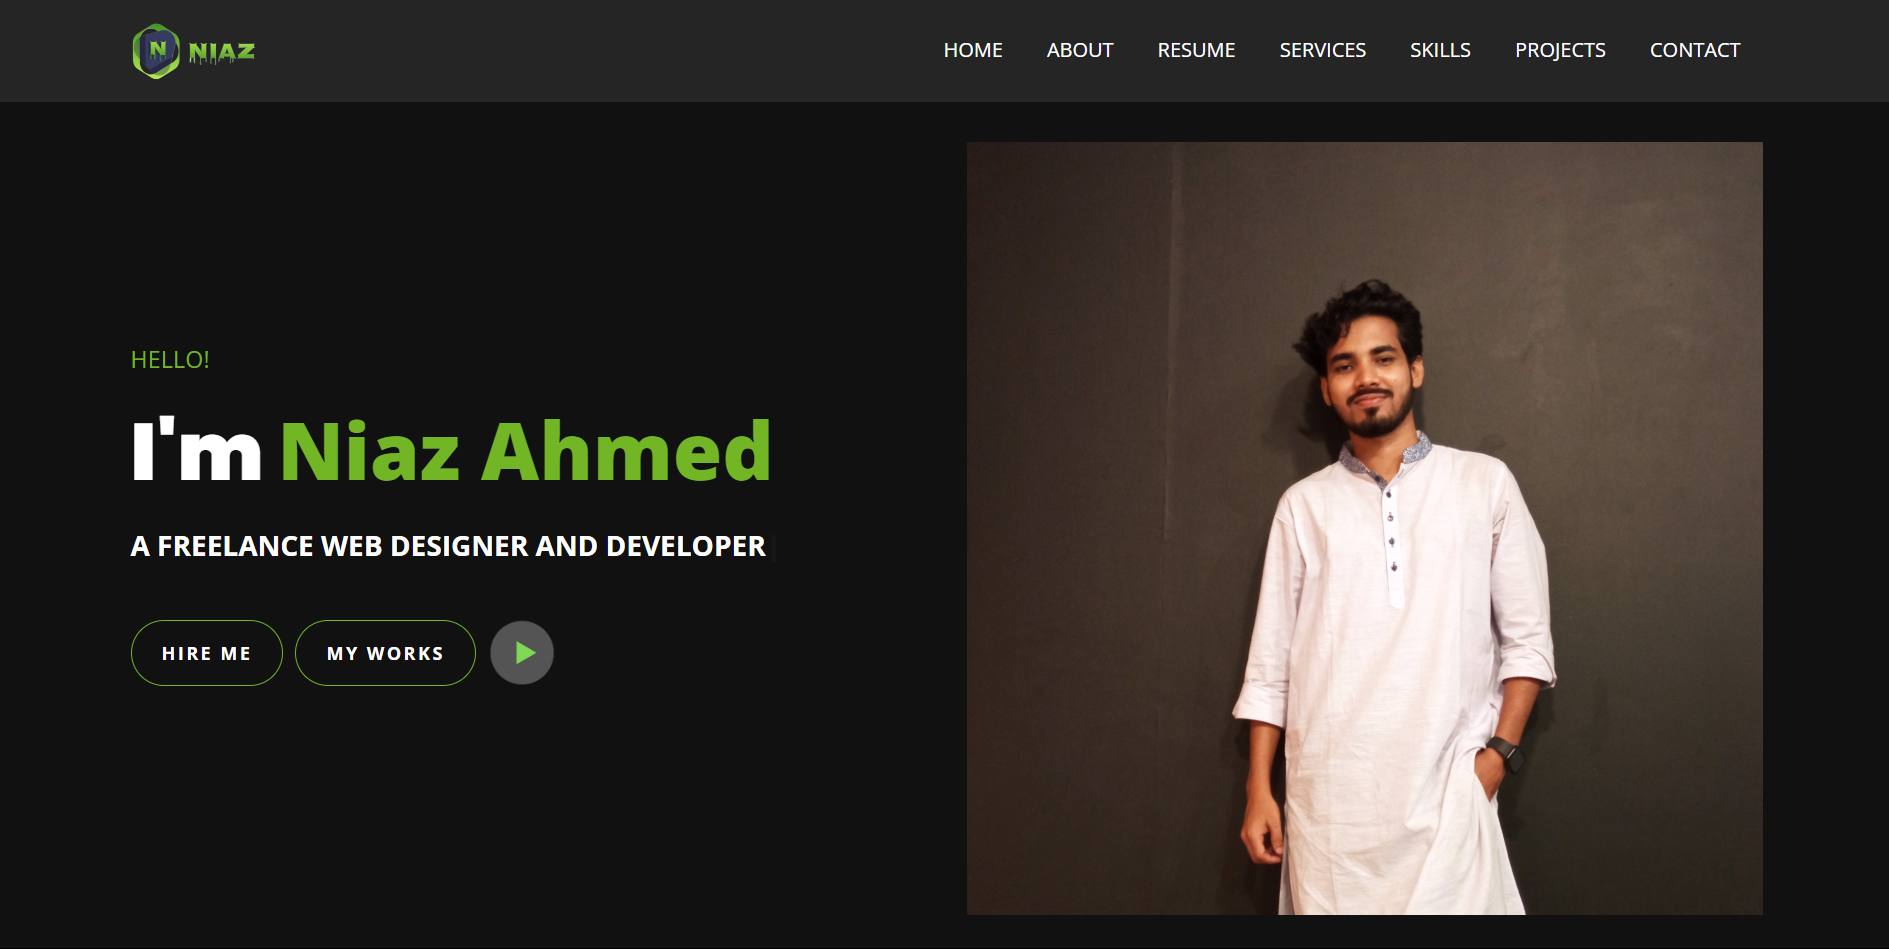 N NIAZ
HOME ABOUT RESUME SERVICES SKILLS PROJECTS CONTACT
HELLO!
I'm Niaz Ahmed
A FREELANCE WEB DESIGNER AND DEVELOPER
HIRE ME MY WORKS